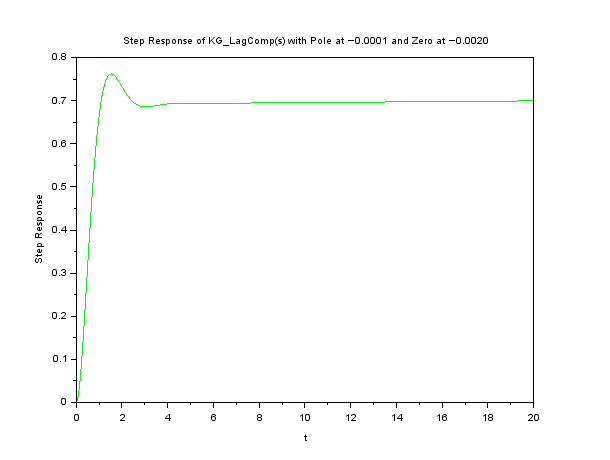 Step Response of KG_LagComp(s) with Pole at −0.0001 and Zero at −0.0020
0.8
0.7
0.6
0.5
0.4
0.3
0.2
0.1
0
Step Response
0 2 4 6 8 10 12 14 16 18 20
t